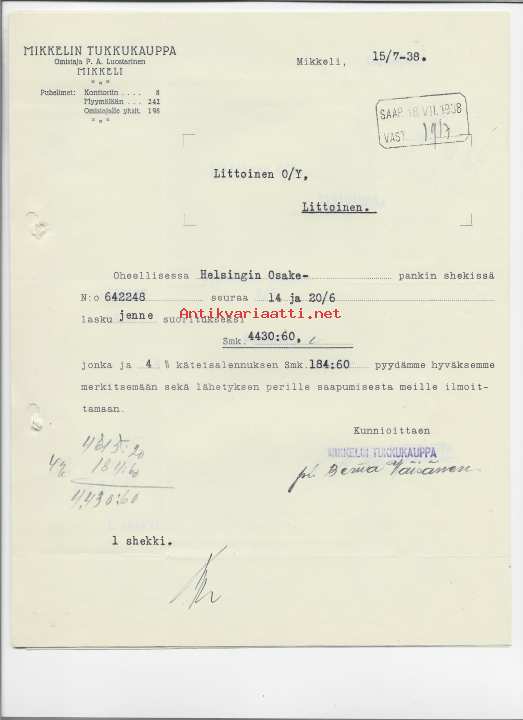 MIKKELIN TUKKUKAUPPA
Omistaja P. A. Luostarinen
MIKKELI
Puhelimet: Konttoriin .... 8
Myymälään ... 241
Omistajalle yksit. 196
Mikkeli, 15/7-38.
SAAP. 18. VII. 1938
VAST. 19/7
Littoinen O/Y,
Littoinen.
Oheellisessa Helsingin Osake- pankin shekissä
N:o 642248 seuraa 14 ja 20/6
Antikvariaatti.net
lasku jenne suoritukseksi
Smk. 4430:60.
jonka ja 4 % käteisalennuksen Smk. 184:60 pyydämme hyväksemme
merkitsemään sekä lähetyksen perille saapumisesta meille ilmoit-
tamaan.
Kunnioittaen
MIKKELIN TUKKUKAUPPA
Väisänen
4615:20
4% 184:60
4430:60
1 shekki.